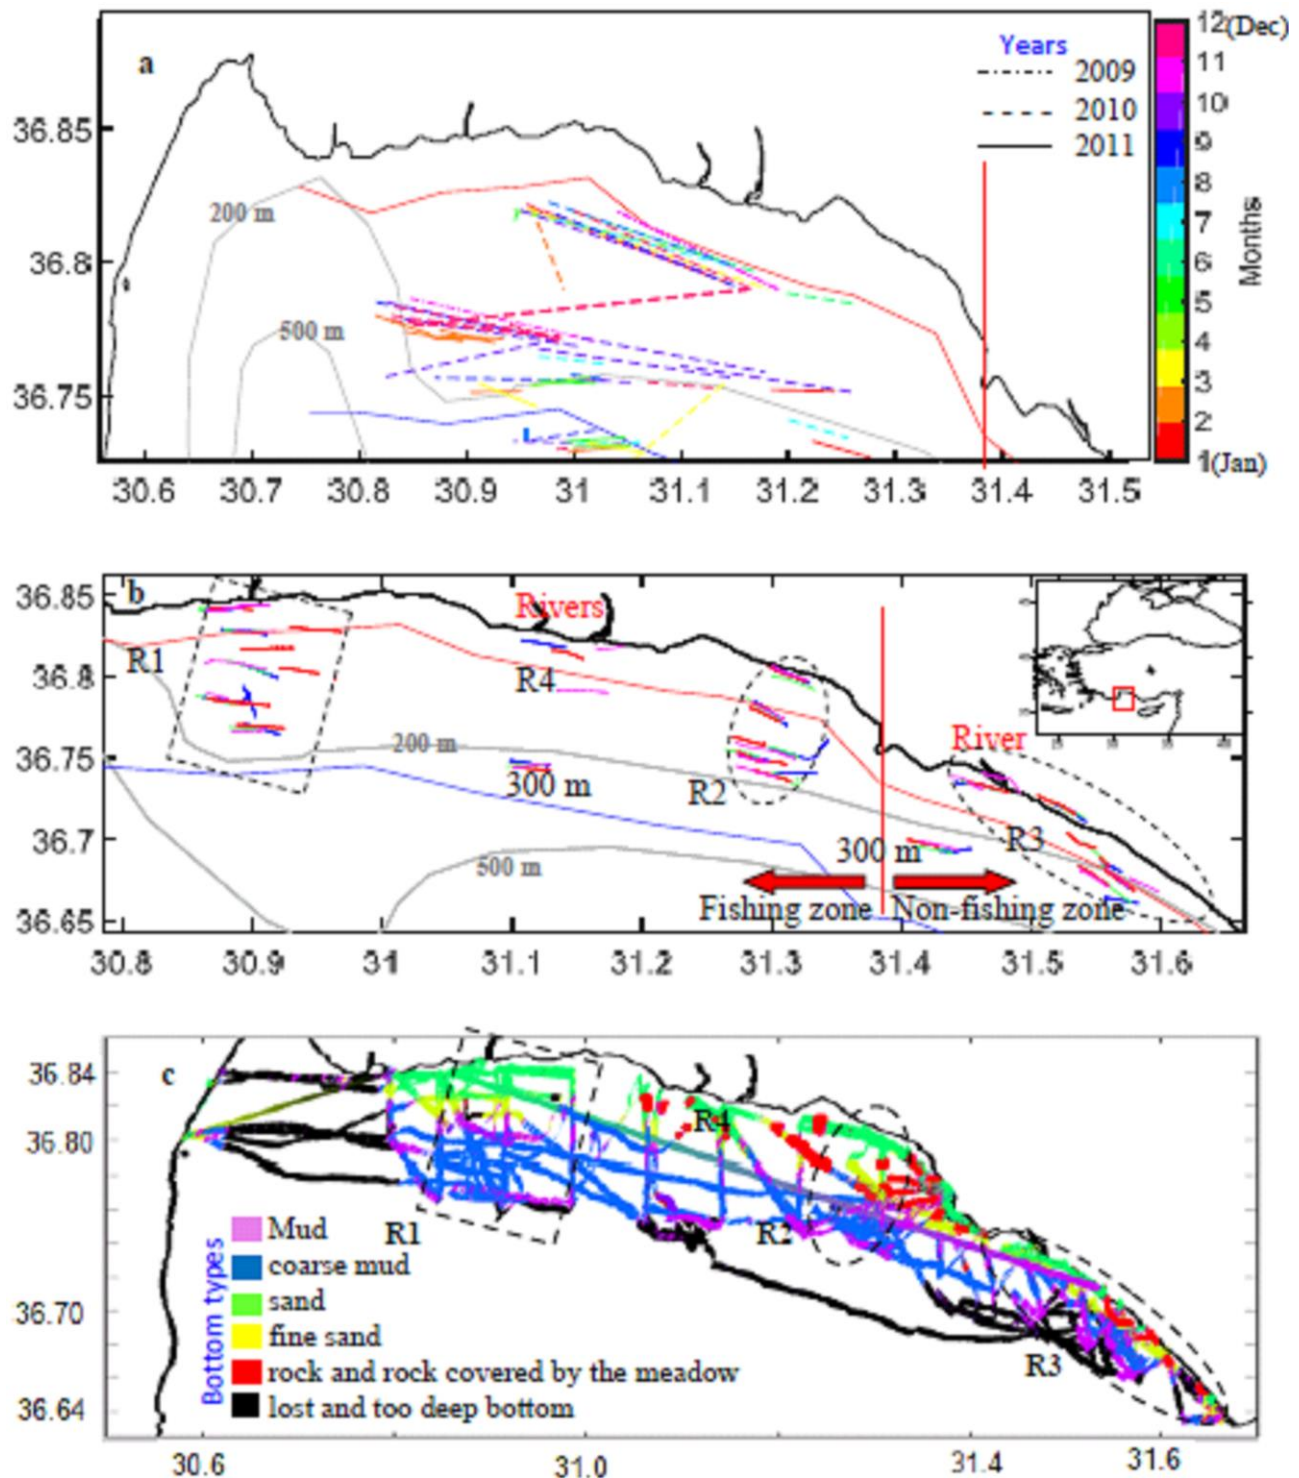 a
Years
2009
2010
2011
12(Dec)
11
10
9
8
7
6
5
4
3
2
1(Jan)
Months
36.85
36.8
36.75
200 m
500 m
30.6 30.7 30.8 30.9 31 31.1 31.2 31.3 31.4 31.5
b
36.85
36.8
36.75
36.7
36.65
Rivers
R1
R4
200 m
300 m
R2
River
R3
300 m
500 m
Fishing zone
Non-fishing zone
30.8 30.9 31 31.1 31.2 31.3 31.4 31.5 31.6
c
36.84
36.80
36.70
36.64
R4
R1
R2
R3
Bottom types
Mud
coarse mud
sand
fine sand
rock and rock covered by the meadow
lost and too deep bottom
30.6 31.0 31.4 31.6